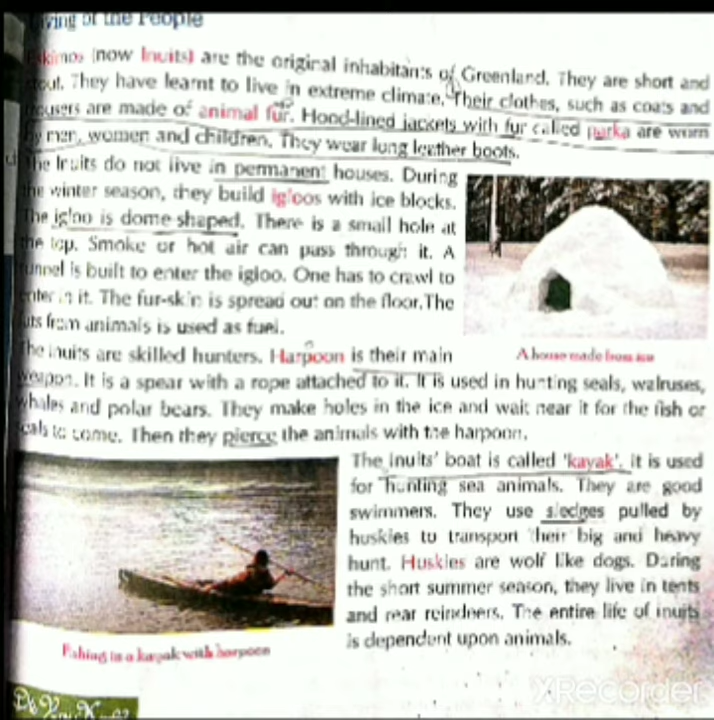 Living of the People
Eskimos (now Inuits) are the original inhabitants of Greenland. They are short and
stout. They have learnt to live in extreme climate. Their clothes, such as coats and
trousers are made of animal fur. Hood-lined jackets with fur called parka are worn
by men, women and children. They wear long leather boots.
The Inuits do not live in permanent houses. During
the winter season, they build igloos with ice blocks.
The igloo is dome shaped. There is a small hole at
the top. Smoke or hot air can pass through it. A
tunnel is built to enter the igloo. One has to crawl to
enter in it. The fur-skin is spread out on the floor.The
fats from animals is used as fuel.
A house made from ice
The Inuits are skilled hunters. Harpoon is their main
weapon. It is a spear with a rope attached to it. It is used in hunting seals, walruses,
whales and polar bears. They make holes in the ice and wait near it for the fish or
seals to come. Then they pierce the animals with the harpoon.
The Inuits' boat is called 'kayak'. It is used
for hunting sea animals. They are good
swimmers. They use sledges pulled by
huskies to transport their big and heavy
hunt. Huskies are wolf like dogs. During
the short summer season, they live in tents
and rear reindeers. The entire life of inuits
is dependent upon animals.
Fishing in a kayak with harpoon
Do You Know?
XRecorder